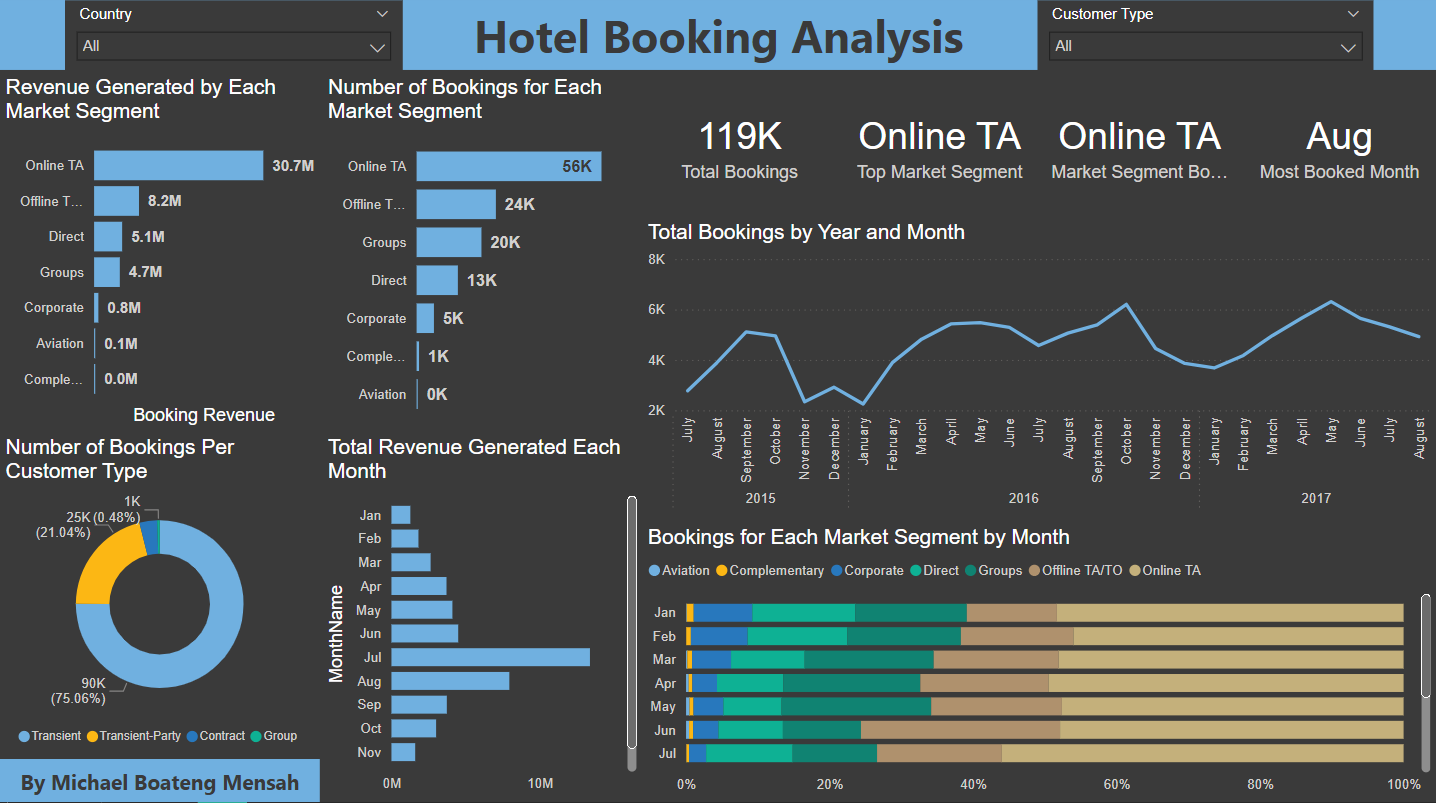 Country
All
Hotel Booking Analysis
Customer Type
All
Revenue Generated by Each
Market Segment
Online TA
30.7M
Offline T...
8.2M
Direct
5.1M
Groups
4.7M
Corporate
0.8M
Aviation
0.1M
Comple...
0.0M
Booking Revenue
Number of Bookings for Each
Market Segment
Online TA
56K
Offline T...
24K
Groups
20K
Direct
13K
Corporate
5K
Comple...
1K
Aviation
0K
119K
Total Bookings
Online TA
Top Market Segment
Online TA
Market Segment Bo...
Aug
Most Booked Month
Total Bookings by Year and Month
8K
6K
4K
2K
July
August
September
October
November
December
January
February
March
April
May
June
July
August
September
October
November
December
January
February
March
April
May
June
July
August
2015
2016
2017
Number of Bookings Per
Customer Type
1K
(0.48%)
25K
(21.04%)
90K
(75.06%)
Transient
Transient-Party
Contract
Group
By Michael Boateng Mensah
Total Revenue Generated Each
Month
MonthName
Jan
Feb
Mar
Apr
May
Jun
Jul
Aug
Sep
Oct
Nov
0M
10M
Bookings for Each Market Segment by Month
Aviation
Complementary
Corporate
Direct
Groups
Offline TA/TO
Online TA
Jan
Feb
Mar
Apr
May
Jun
Jul
0%
20%
40%
60%
80%
100%